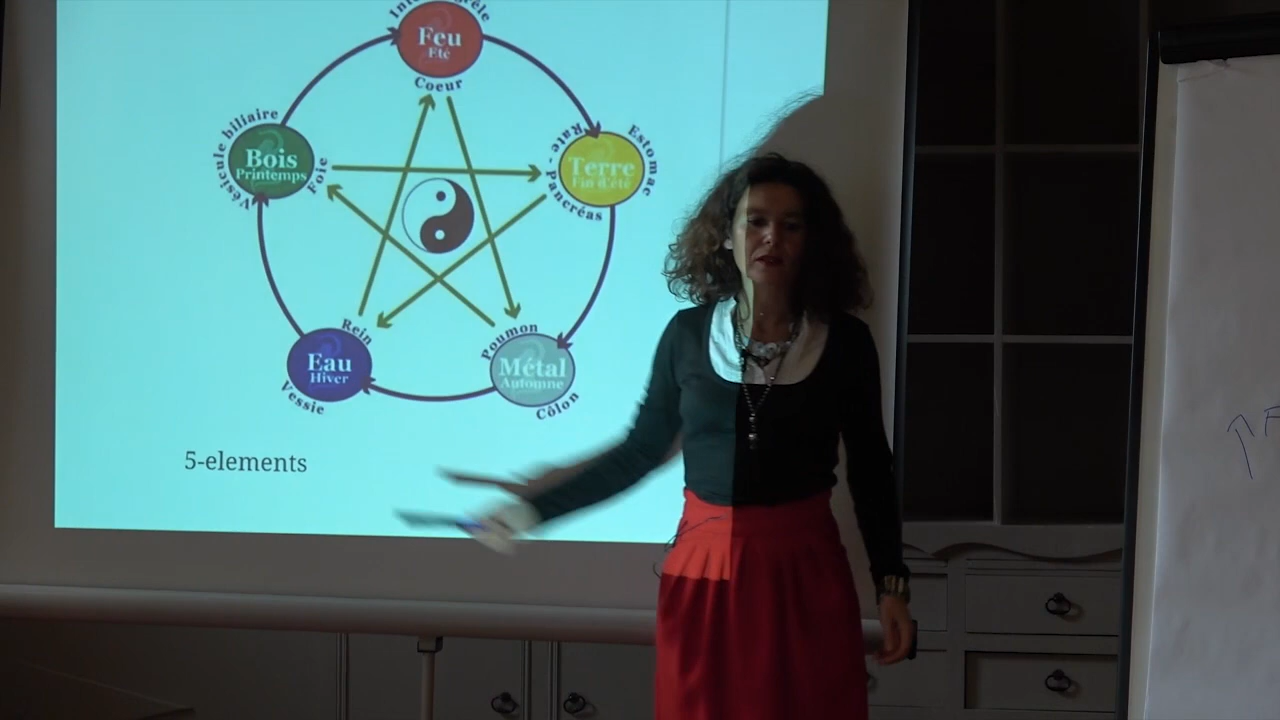 Feu
Eté
Coeur
Vésicule biliaire
Bois
Printemps
Foie
Rate - Pancréas
Terre
Fin d'été
Estomac
Rein
Eau
Hiver
Vessie
Poumon
Métal
Automne
Côlon
5-elements